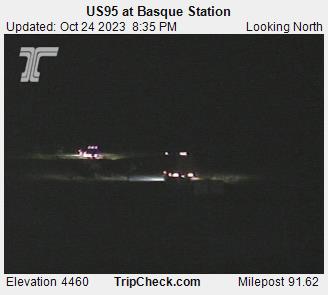 US95 at Basque Station
Updated: Oct 24 2023 8:35 PM Looking North
Elevation 4460 TripCheck.com Milepost 91.62